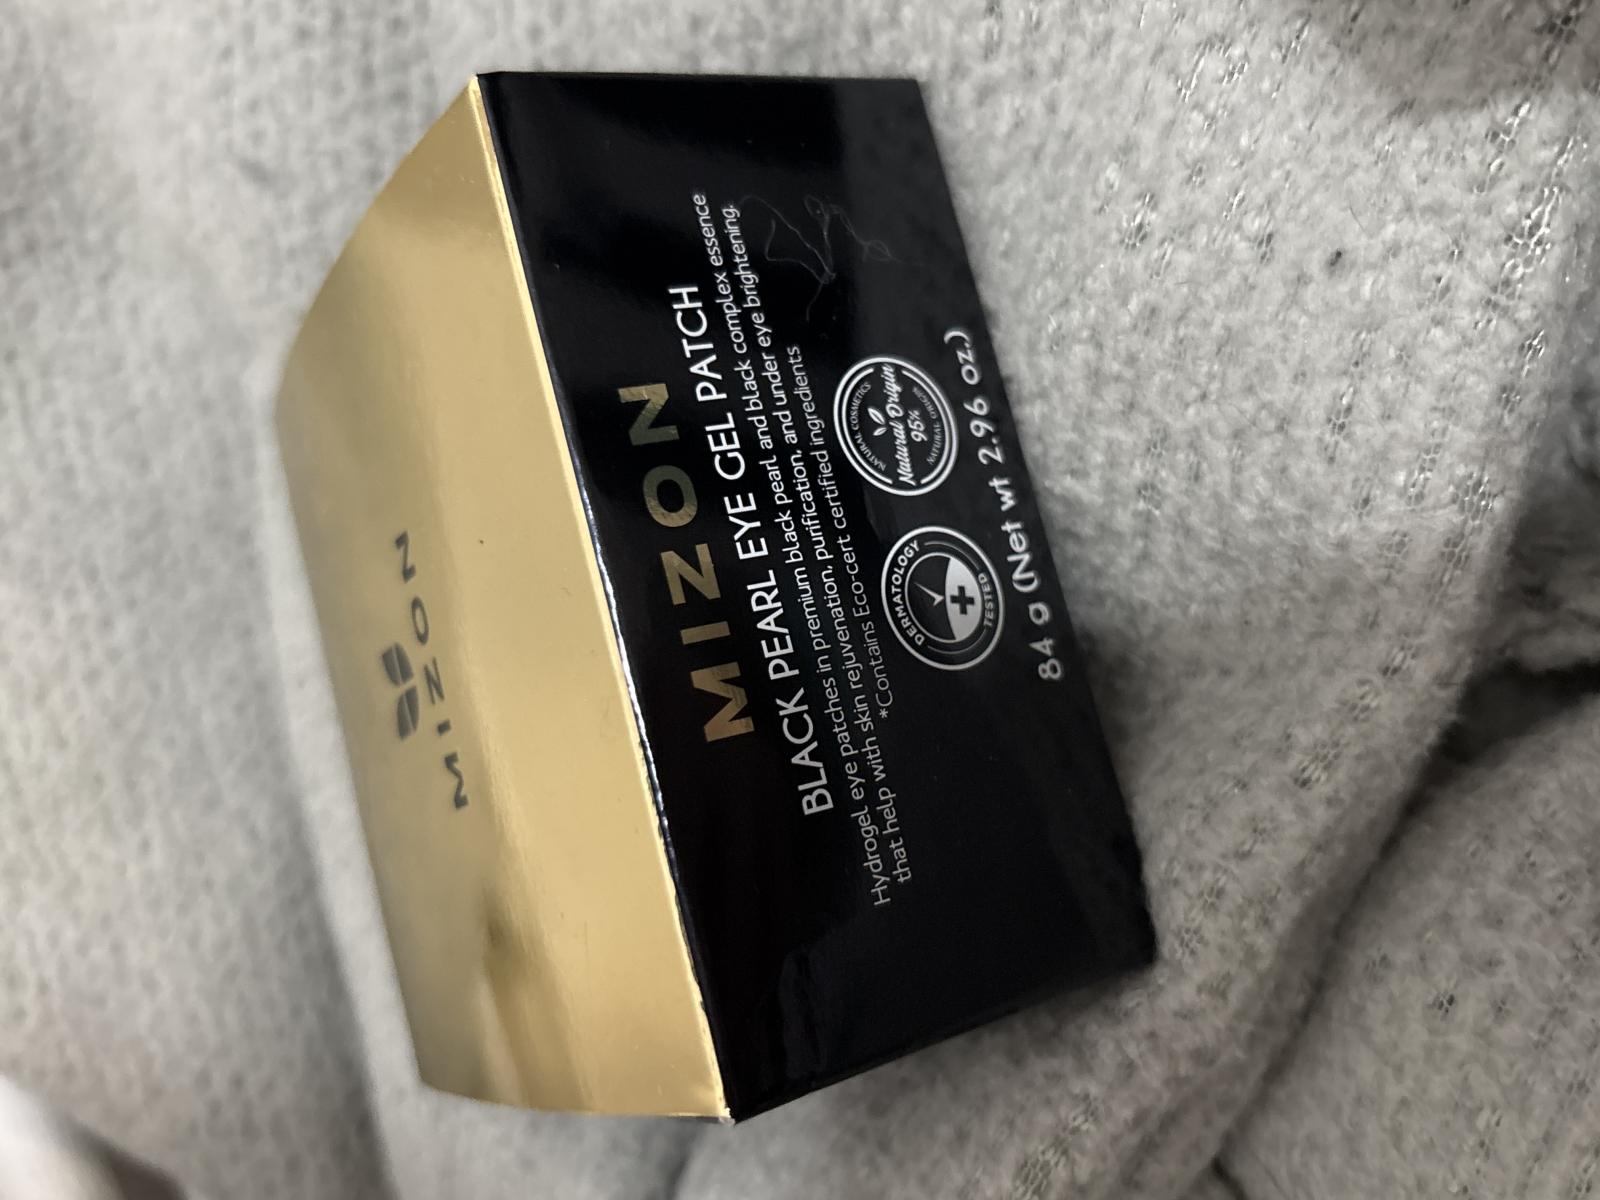 MIZON
MIZON
BLACK PEARL EYE GEL PATCH
Hydrogel eye patches in premium black pearl and black complex essence
that help with skin rejuvenation, purification, and under eye brightening.
*Contains Eco-cert certified ingredients
DERMATOLOGY
TESTED
NATURAL COSMETICS
Natural Origin
95%
NATURAL ORIGIN
84 g (Net wt 2.96 oz.)